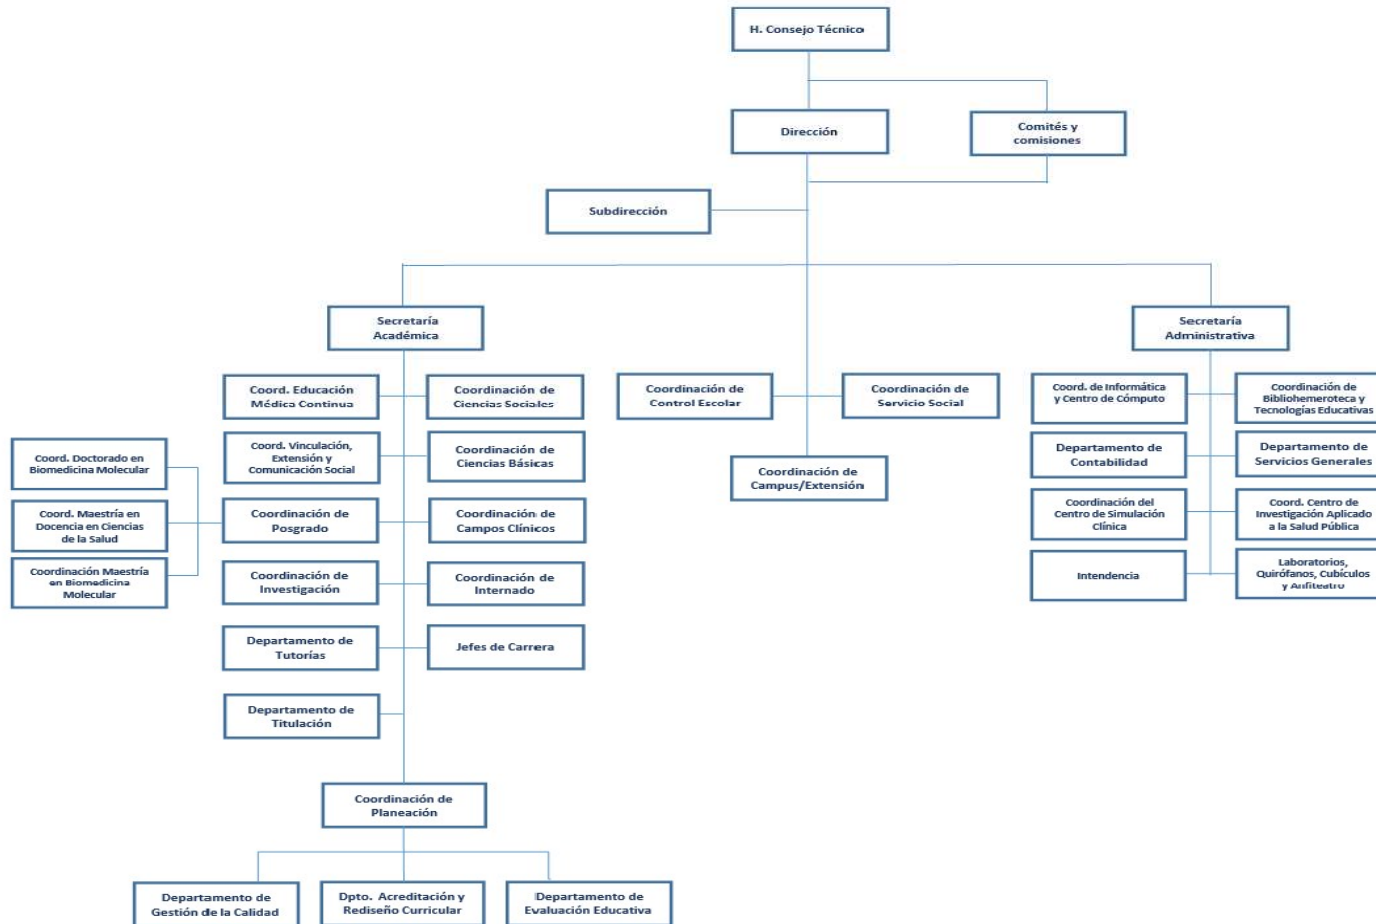 H. Consejo Técnico
Dirección
Comités y
comisiones
Subdirección
Secretaría
Académica
Secretaría
Administrativa
Coord. Educación
Médica Continua
Coordinación de
Ciencias Sociales
Coordinación de
Control Escolar
Coordinación de
Servicio Social
Coord. de Informática
y Centro de Cómputo
Coordinación de
Bibliohemeroteca y
Tecnologías Educativas
Coord. Doctorado en
Biomedicina Molecular
Coord. Vinculación,
Extensión y
Comunicación Social
Coordinación de
Ciencias Básicas
Coordinación de
Campus/Extensión
Departamento de
Contabilidad
Departamento de
Servicios Generales
Coord. Maestría en
Docencia en Ciencias
de la Salud
Coordinación de
Posgrado
Coordinación de
Campos Clínicos
Coordinación del
Centro de Simulación
Clínica
Coord. Centro de
Investigación Aplicado
a la Salud Pública
Coordinación Maestría
en Biomedicina
Molecular
Coordinación de
Investigación
Coordinación de
Internado
Intendencia
Laboratorios,
Quirófanos, Cubículos
y Anfiteatro
Departamento de
Tutorías
Jefes de Carrera
Departamento de
Titulación
Coordinación de
Planeación
Departamento de
Gestión de la Calidad
Dpto. Acreditación y
Rediseño Curricular
Departamento de
Evaluación Educativa